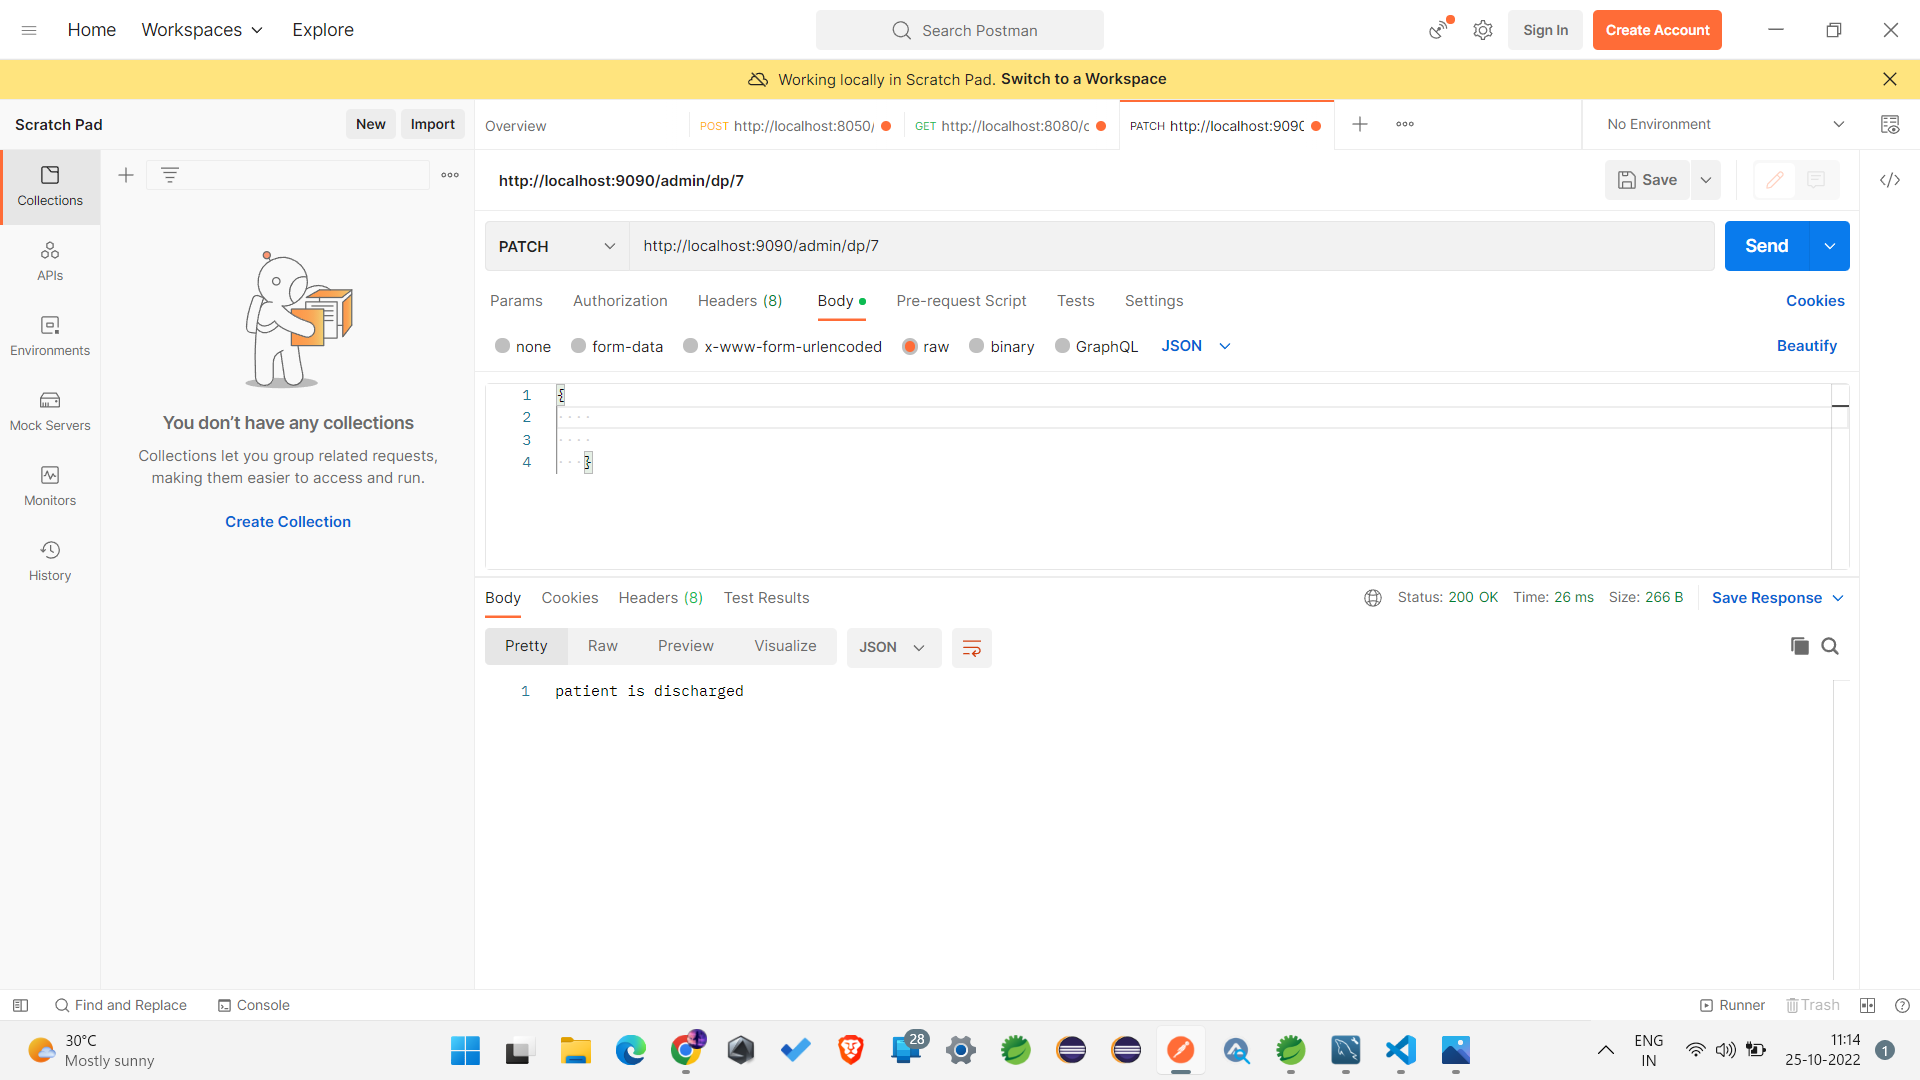 Home Workspaces Explore
Search Postman
Sign In Create Account
Working locally in Scratch Pad. Switch to a Workspace
Scratch Pad New Import
Overview POST http://localhost:8050/ GET http://localhost:8080/c PATCH http://localhost:9090 No Environment
Collections
APIs
Environments
Mock Servers
Monitors
History
You don’t have any collections
Collections let you group related requests,
making them easier to access and run.
Create Collection
http://localhost:9090/admin/dp/7 Save
PATCH http://localhost:9090/admin/dp/7 Send
Params Authorization Headers (8) Body Pre-request Script Tests Settings Cookies
none form-data x-www-form-urlencoded raw binary GraphQL JSON Beautify
1 {
2
3
4 }
Body Cookies Headers (8) Test Results Status: 200 OK Time: 26 ms Size: 266 B Save Response
Pretty Raw Preview Visualize JSON
1 patient is discharged
Find and Replace Console Runner Trash
30°C
Mostly sunny
28
ENG
IN
11:14
25-10-2022
1